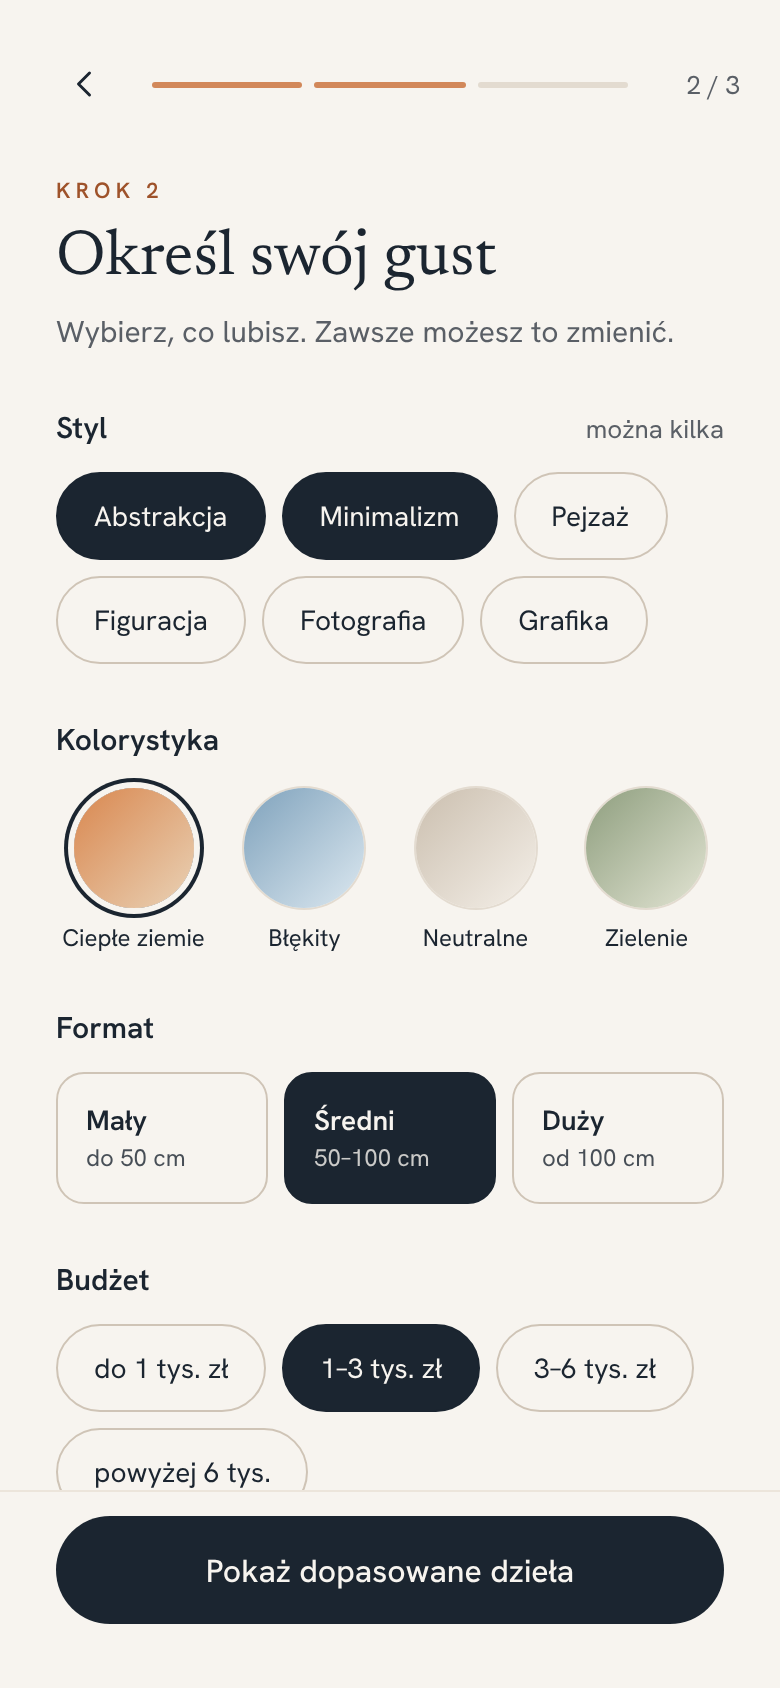 2 / 3
KROK 2
Określ swój gust
Wybierz, co lubisz. Zawsze możesz to zmienić.
Styl
można kilka
Abstrakcja
Minimalizm
Pejzaż
Figuracja
Fotografia
Grafika
Kolorystyka
Ciepłe ziemie
Błękity
Neutralne
Zielenie
Format
Mały
do 50 cm
Średni
50–100 cm
Duży
od 100 cm
Budżet
do 1 tys. zł
1–3 tys. zł
3–6 tys. zł
powyżej 6 tys.
Pokaż dopasowane dzieła